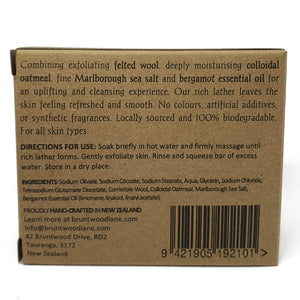 Combining exfoliating felted wool, deeply moisturising colloidal
oatmeal, fine Marlborough sea salt and bergamot essential oil for
an uplifting and cleansing experience. Our rich lather leaves the
skin feeling refreshed and smooth. No colours, artificial additives,
or synthetic fragrances. Locally sourced and 100% biodegradable.
For all skin types.
DIRECTIONS FOR USE: Soak briefly in hot water and firmly massage until
rich lather forms. Gently exfoliate skin. Rinse and squeeze bar of excess
water. Store in a dry place.
INGREDIENTS: Sodium Olivate, Sodium Cocoate, Sodium Stearate, Aqua, Glycerin, Sodium Chloride,
Tetrasodium Glutamate Diacetate, Corriedale Wool, Colloidal Oatmeal, Marlborough Sea Salt,
Bergamot Essential Oil (limonene, linalool, linalyl acetate).
PROUDLY HAND-CRAFTED IN NEW ZEALAND
Learn more at bruntwoodlane.com
info@bruntwoodlane.com
42 Bruntwood Drive, RD2
Tauranga, 3172
New Zealand
9 421905 192101 >